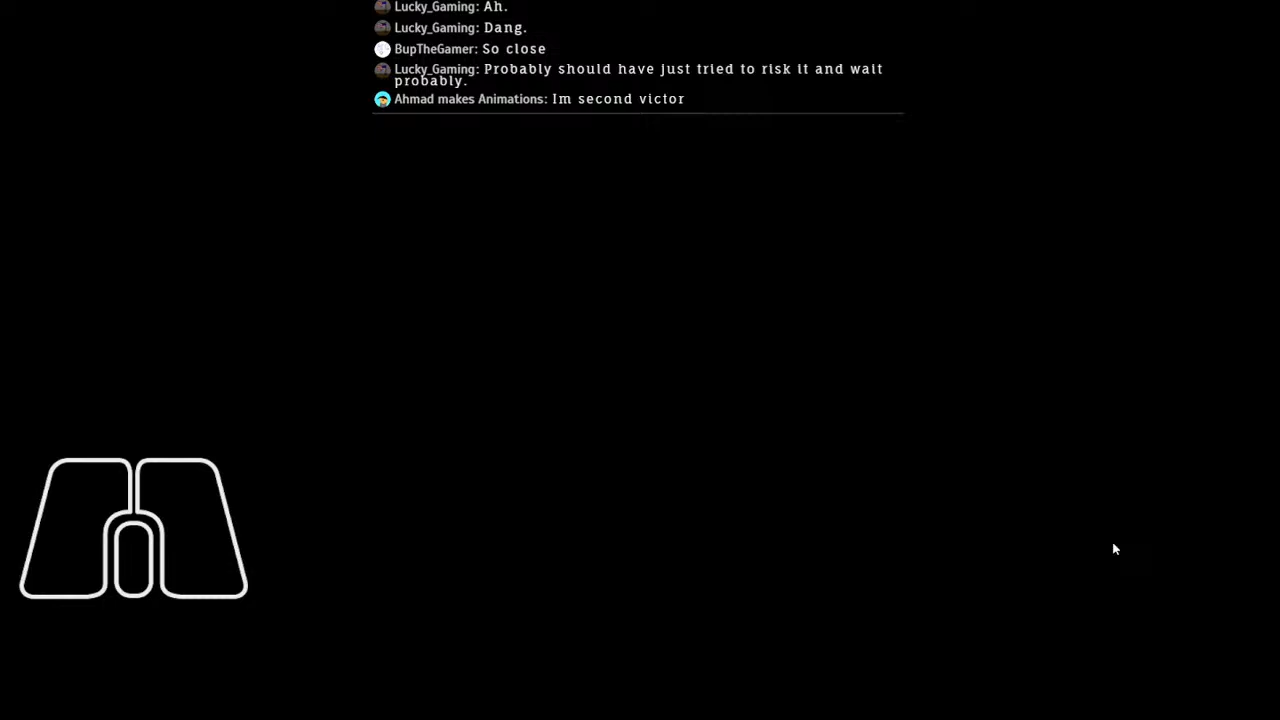 Lucky_Gaming: Ah.
Lucky_Gaming: Dang.
BupTheGamer: So close
Lucky_Gaming: Probably should have just tried to risk it and wait
probably.
Ahmad makes Animations: Im second victor